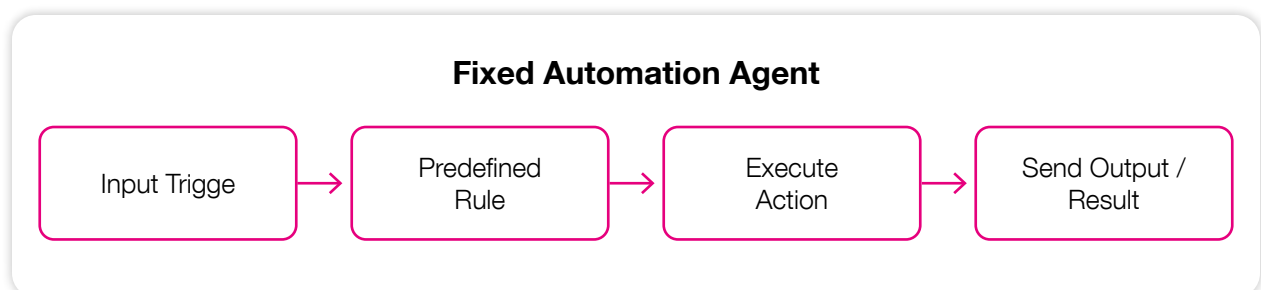 Fixed Automation Agent
Input Trigge
Predefined
Rule
Execute
Action
Send Output /
Result